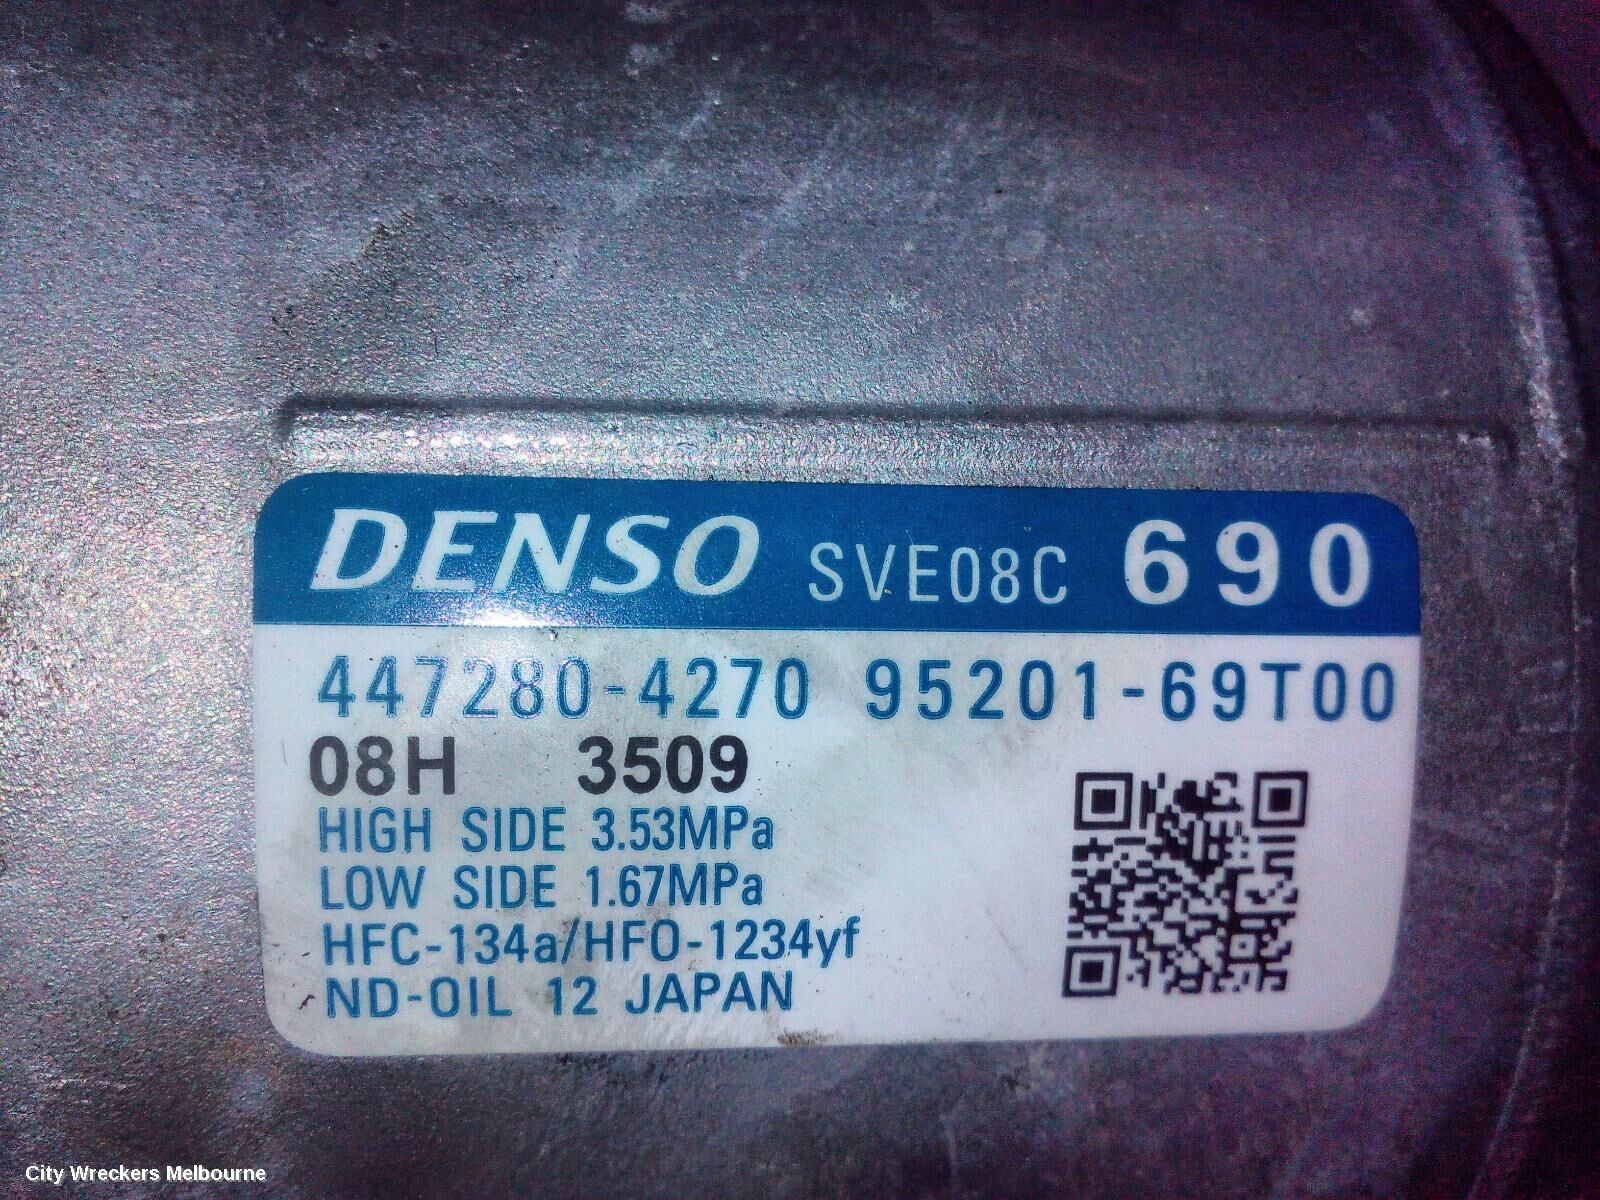 DENSO SVE08C 690
447280-4270 95201-69T00
08H 3509
HIGH SIDE 3.53MPa
LOW SIDE 1.67MPa
HFC-134a/HFO-1234yf
ND-OIL 12 JAPAN
City Wreckers Melbourne